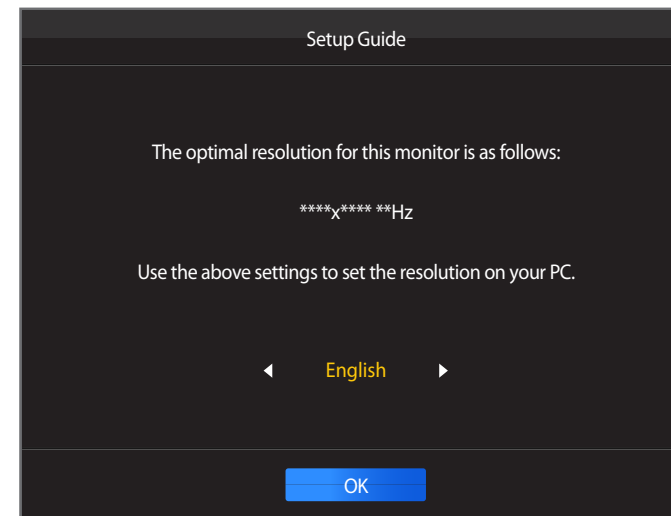 Setup Guide
The optimal resolution for this monitor is as follows:
****x**** **Hz
Use the above settings to set the resolution on your PC.
English
OK